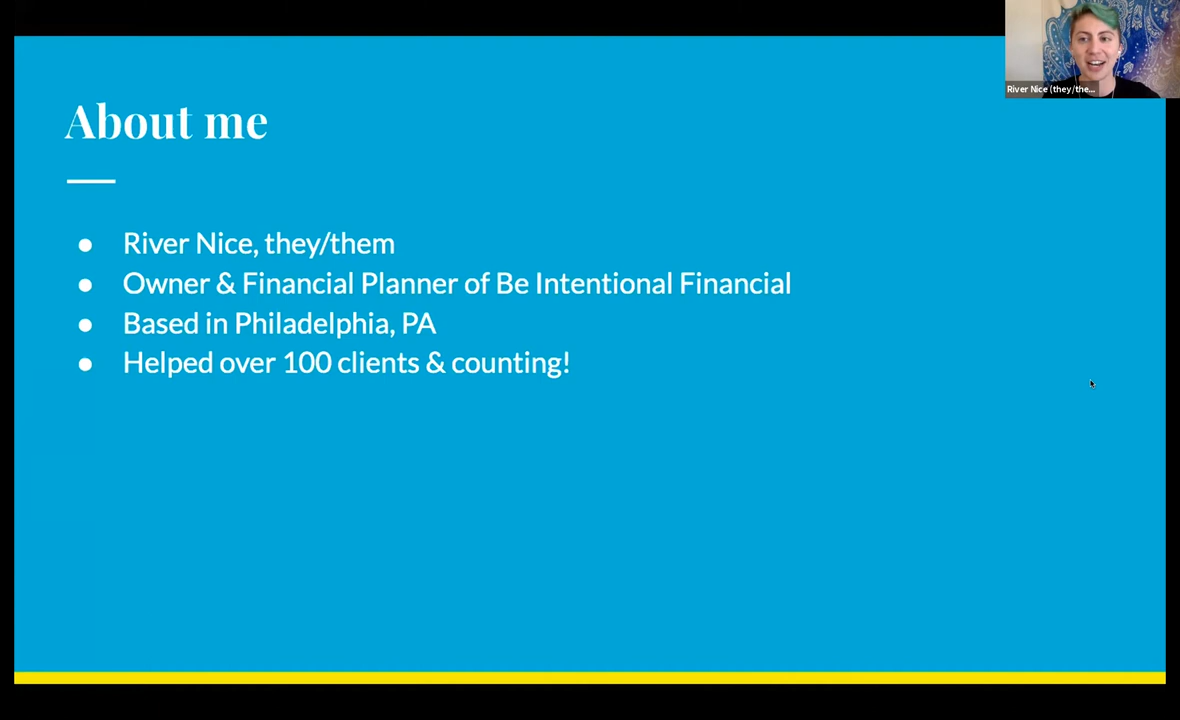 River Nice (they/the...
About me
River Nice, they/them
Owner & Financial Planner of Be Intentional Financial
Based in Philadelphia, PA
Helped over 100 clients & counting!